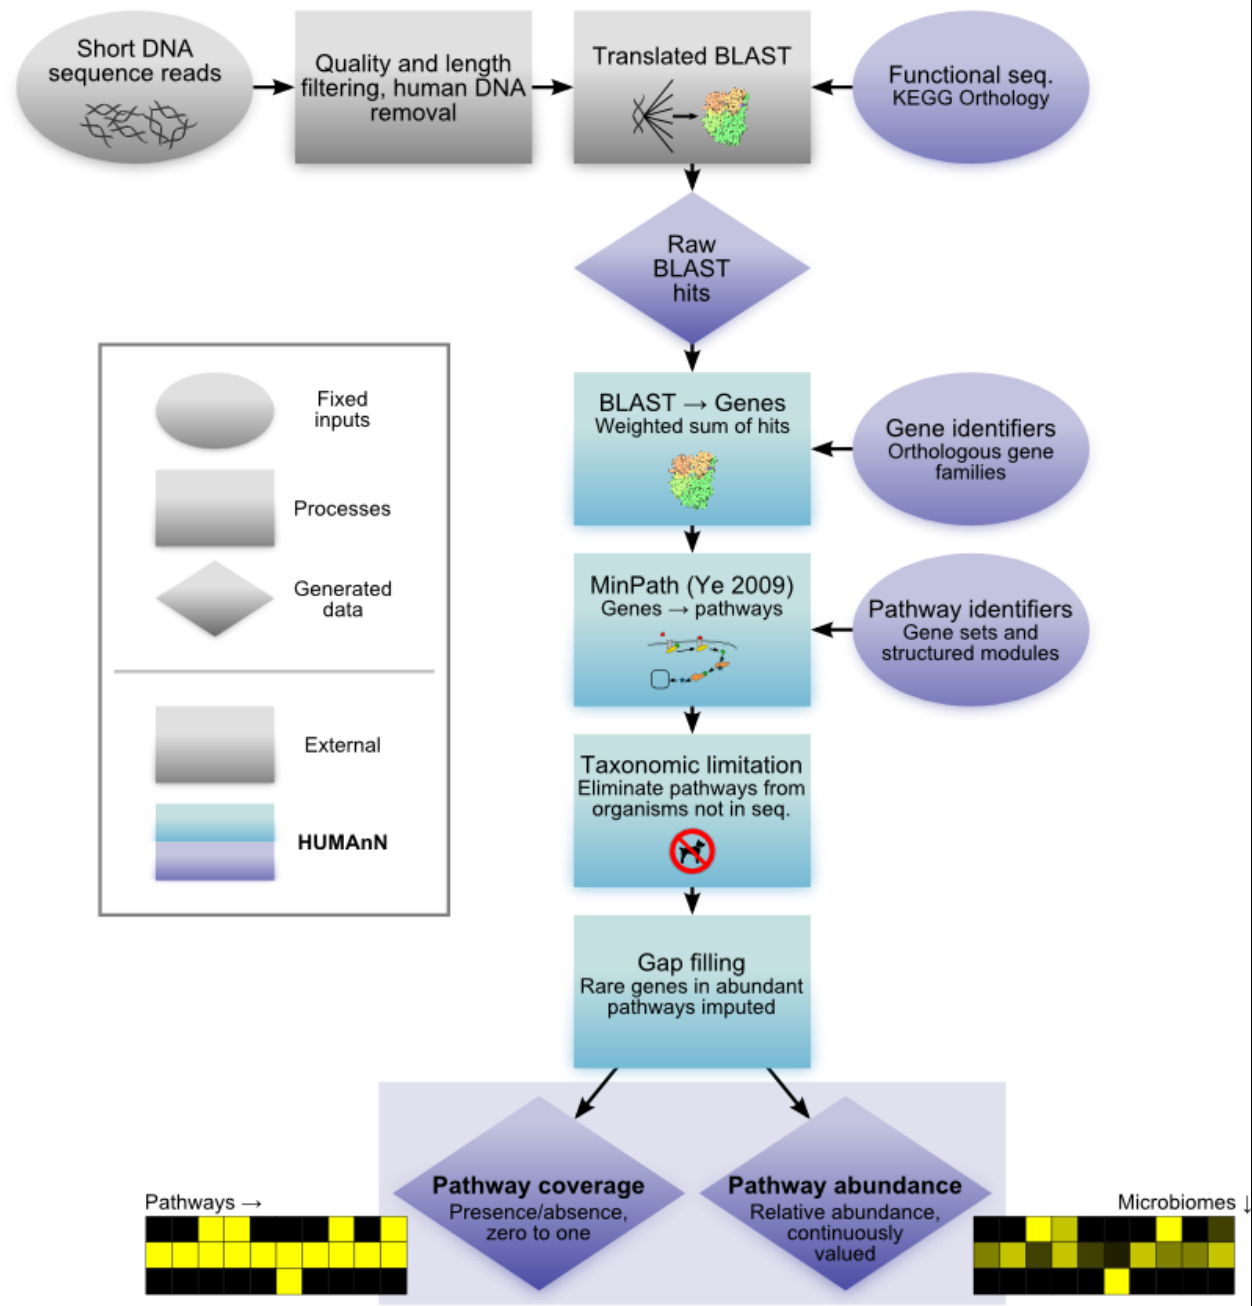 Short DNA
sequence reads
Quality and length
filtering, human DNA
removal
Translated BLAST
Functional seq.
KEGG Orthology
Raw
BLAST
hits
Fixed
inputs
Processes
Generated
data
External
HUMAnN
BLAST → Genes
Weighted sum of hits
Gene identifiers
Orthologous gene
families
MinPath (Ye 2009)
Genes → pathways
Pathway identifiers
Gene sets and
structured modules
Taxonomic limitation
Eliminate pathways from
organisms not in seq.
Gap filling
Rare genes in abundant
pathways imputed
Pathway coverage
Presence/absence,
zero to one
Pathway abundance
Relative abundance,
continuously
valued
Pathways →
Microbiomes ↓